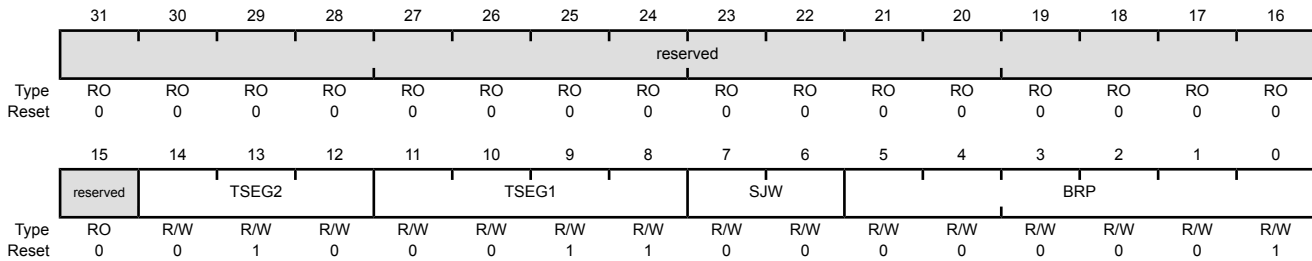 31 30 29 28 27 26 25 24 23 22 21 20 19 18 17 16
reserved
Type RO RO RO RO RO RO RO RO RO RO RO RO RO RO RO RO
Reset 0 0 0 0 0 0 0 0 0 0 0 0 0 0 0 0
15 14 13 12 11 10 9 8 7 6 5 4 3 2 1 0
reserved TSEG2 TSEG1 SJW BRP
Type RO R/W R/W R/W R/W R/W R/W R/W R/W R/W R/W R/W R/W R/W R/W R/W
Reset 0 0 1 0 0 0 1 1 0 0 0 0 0 0 0 1